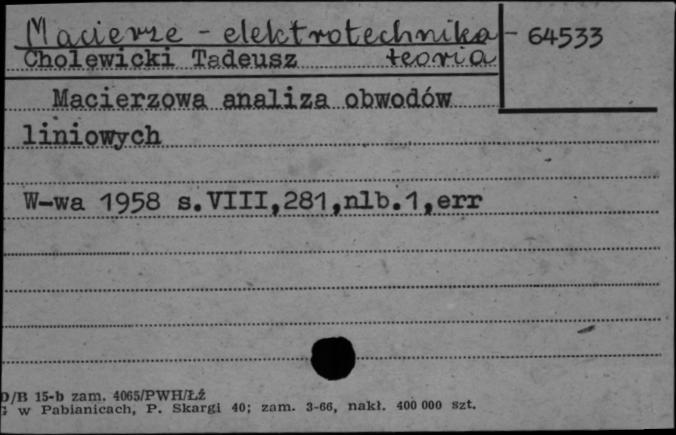 Macierze - elektrotechnika - 64533
Cholewicki Tadeusz teoria
Macierzowa analiza obwodów
liniowych
W-wa 1958 s.VIII,281,nlb.1,err
D/B 15-b zam. 4065/PWH/Łź
w Pabianicach, P. Skargi 40; zam. 3-66, nakł. 400 000 szt.